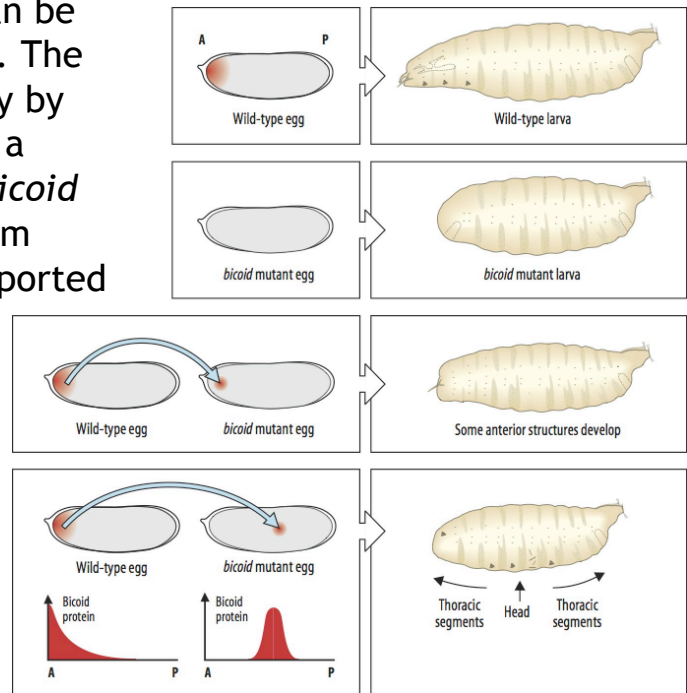 n be
. The
y by
a
icoid
m
ported
A P
Wild-type egg
Wild-type larva
bicoid mutant egg
bicoid mutant larva
Wild-type egg
bicoid mutant egg
Some anterior structures develop
Wild-type egg
bicoid mutant egg
Bicoid
protein
A P
Bicoid
protein
A P
Thoracic
segments
Head
Thoracic
segments